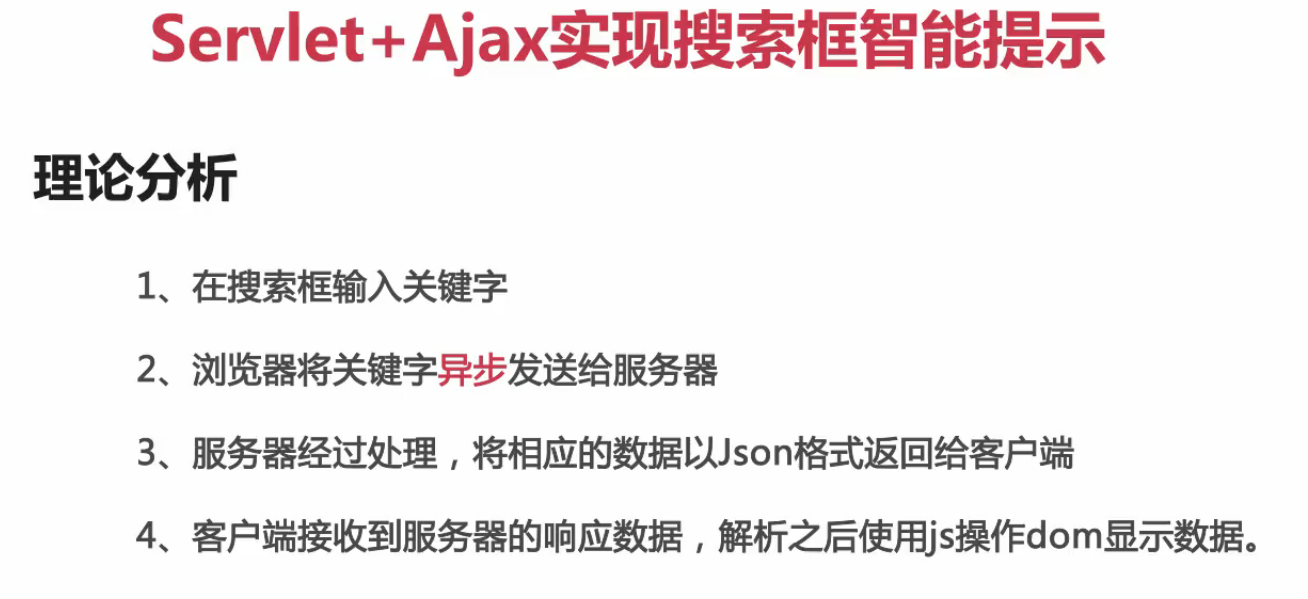 Servlet+Ajax实现搜索框智能提示
理论分析
1、在搜索框输入关键字
2、浏览器将关键字异步发送给服务器
3、服务器经过处理，将相应的数据以Json格式返回给客户端
4、客户端接收到服务器的响应数据，解析之后使用js操作dom显示数据。